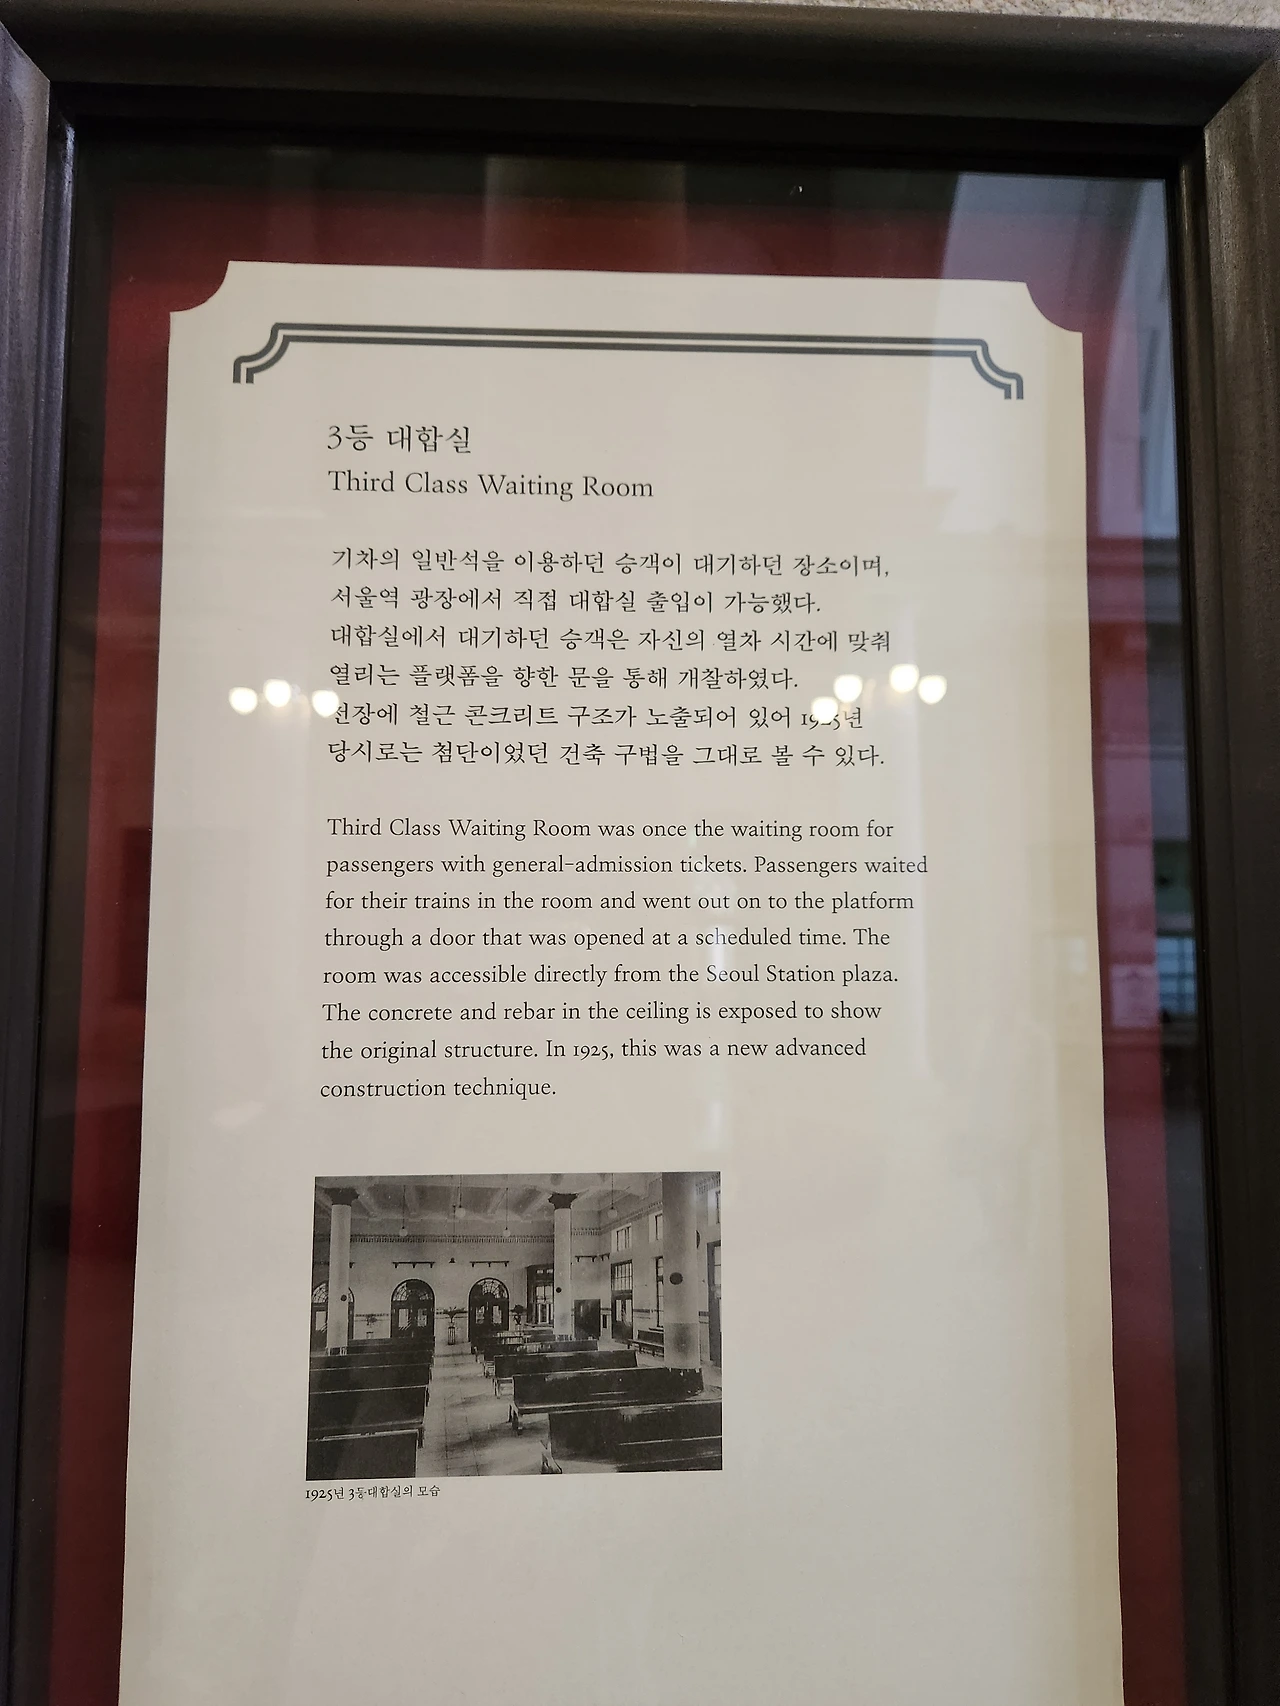 3등 대합실
Third Class Waiting Room
기차의 일반석을 이용하던 승객이 대기하던 장소이며,
서울역 광장에서 직접 대합실 출입이 가능했다.
대합실에서 대기하던 승객은 자신의 열차 시간에 맞춰
열리는 플랫폼을 향한 문을 통해 개찰하였다.
천장에 철근 콘크리트 구조가 노출되어 있어 1925년
당시로는 첨단이었던 건축 구법을 그대로 볼 수 있다.
Third Class Waiting Room was once the waiting room for
passengers with general-admission tickets. Passengers waited
for their trains in the room and went out on to the platform
through a door that was opened at a scheduled time. The
room was accessible directly from the Seoul Station plaza.
The concrete and rebar in the ceiling is exposed to show
the original structure. In 1925, this was a new advanced
construction technique.
1925년 3등대합실의 모습